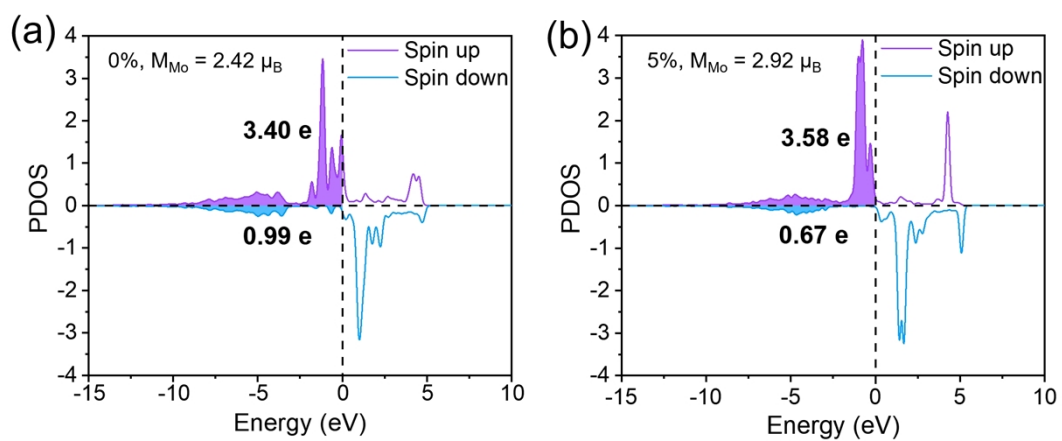 (a)
0%, M_Mo = 2.42 μ_B
Spin up
Spin down
3.40 e
0.99 e
PDOS
4
3
2
1
0
-1
-2
-3
-4
-15
-10
-5
0
5
10
Energy (eV)
(b)
5%, M_Mo = 2.92 μ_B
Spin up
Spin down
3.58 e
0.67 e
PDOS
4
3
2
1
0
-1
-2
-3
-4
-15
-10
-5
0
5
10
Energy (eV)